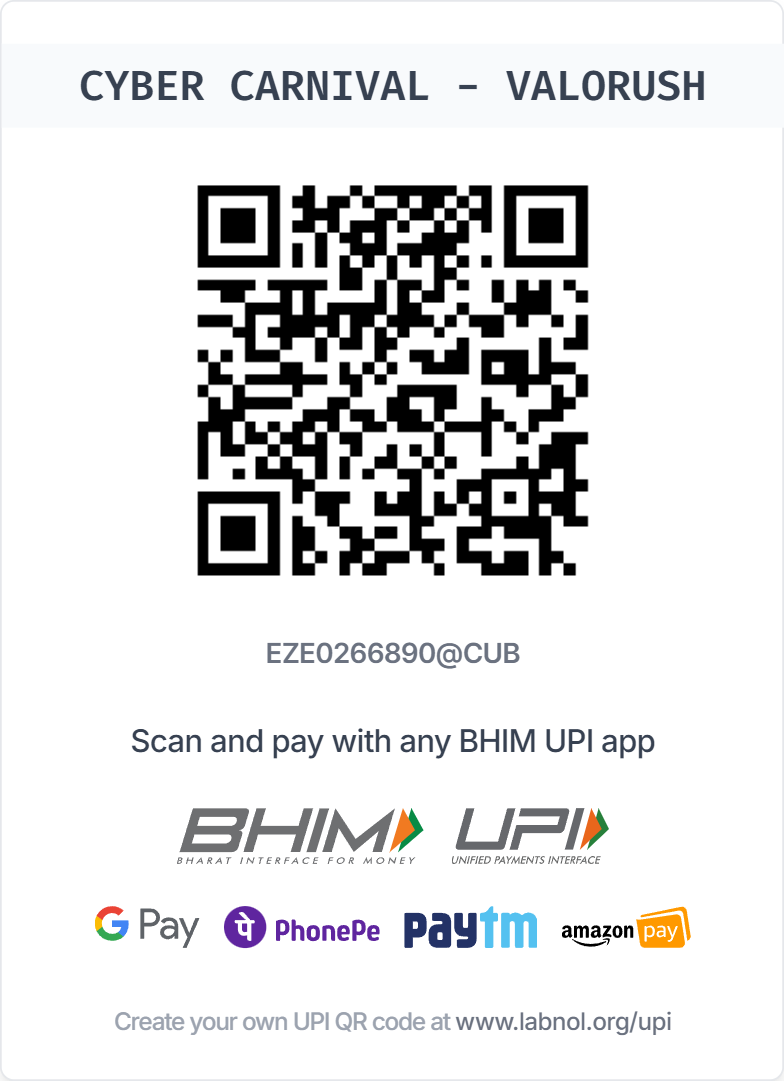 CYBER CARNIVAL - VALORUSH
EZE0266890@CUB
Scan and pay with any BHIM UPI app
BHIM UPI
BHARAT INTERFACE FOR MONEY UNIFIED PAYMENTS INTERFACE
G Pay पे PhonePe paytm amazon pay
Create your own UPI QR code at www.labnol.org/upi